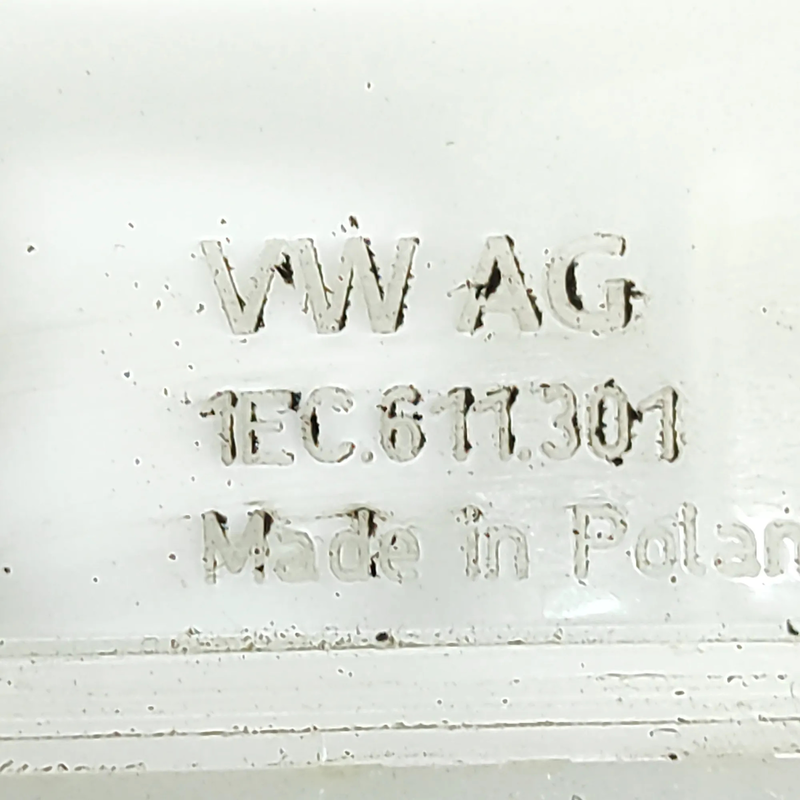 VW AG
1EC.611.301
Made in Polan